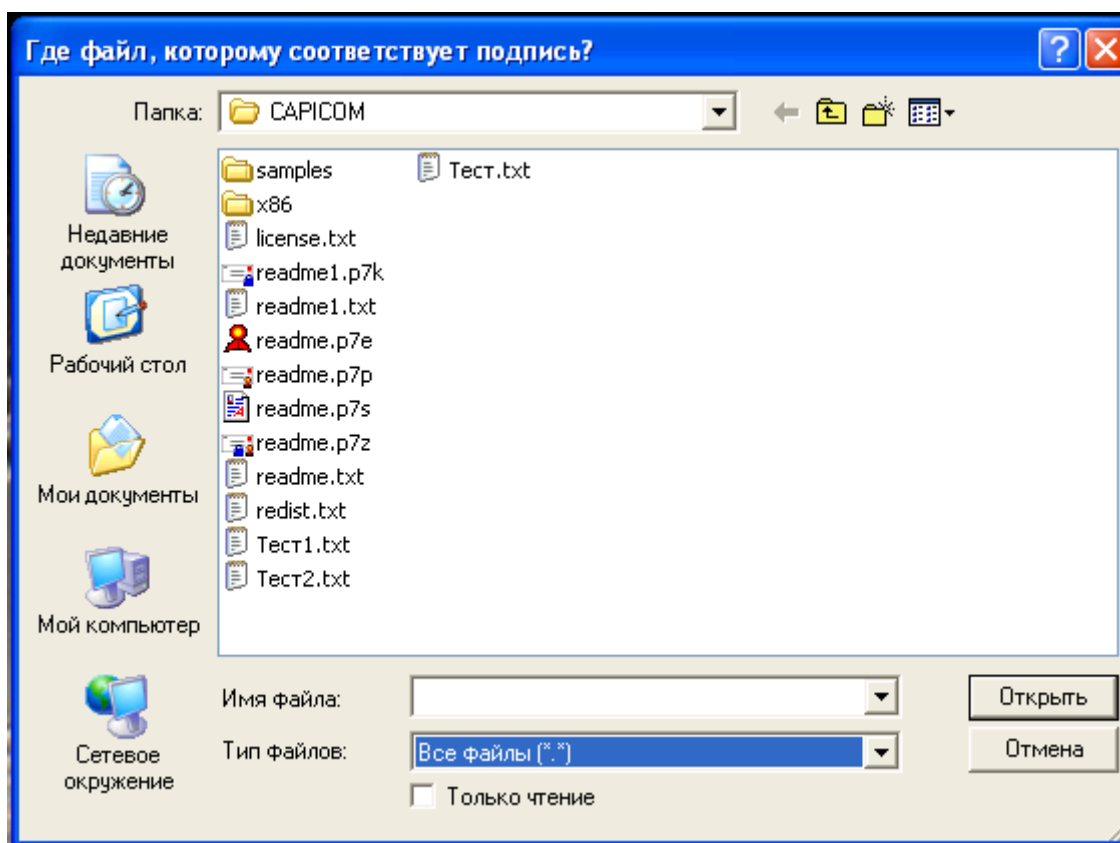 Где файл, которому соответствует подпись?
Папка:
CAPICOM
Недавние документы
Рабочий стол
Мои документы
Мой компьютер
Сетевое окружение
samples
x86
license.txt
readme1.p7k
readme1.txt
readme.p7e
readme.p7p
readme.p7s
readme.p7z
readme.txt
redist.txt
Тест1.txt
Тест2.txt
Тест.txt
Имя файла:
Открыть
Тип файлов:
Все файлы (*.*)
Отмена
Только чтение